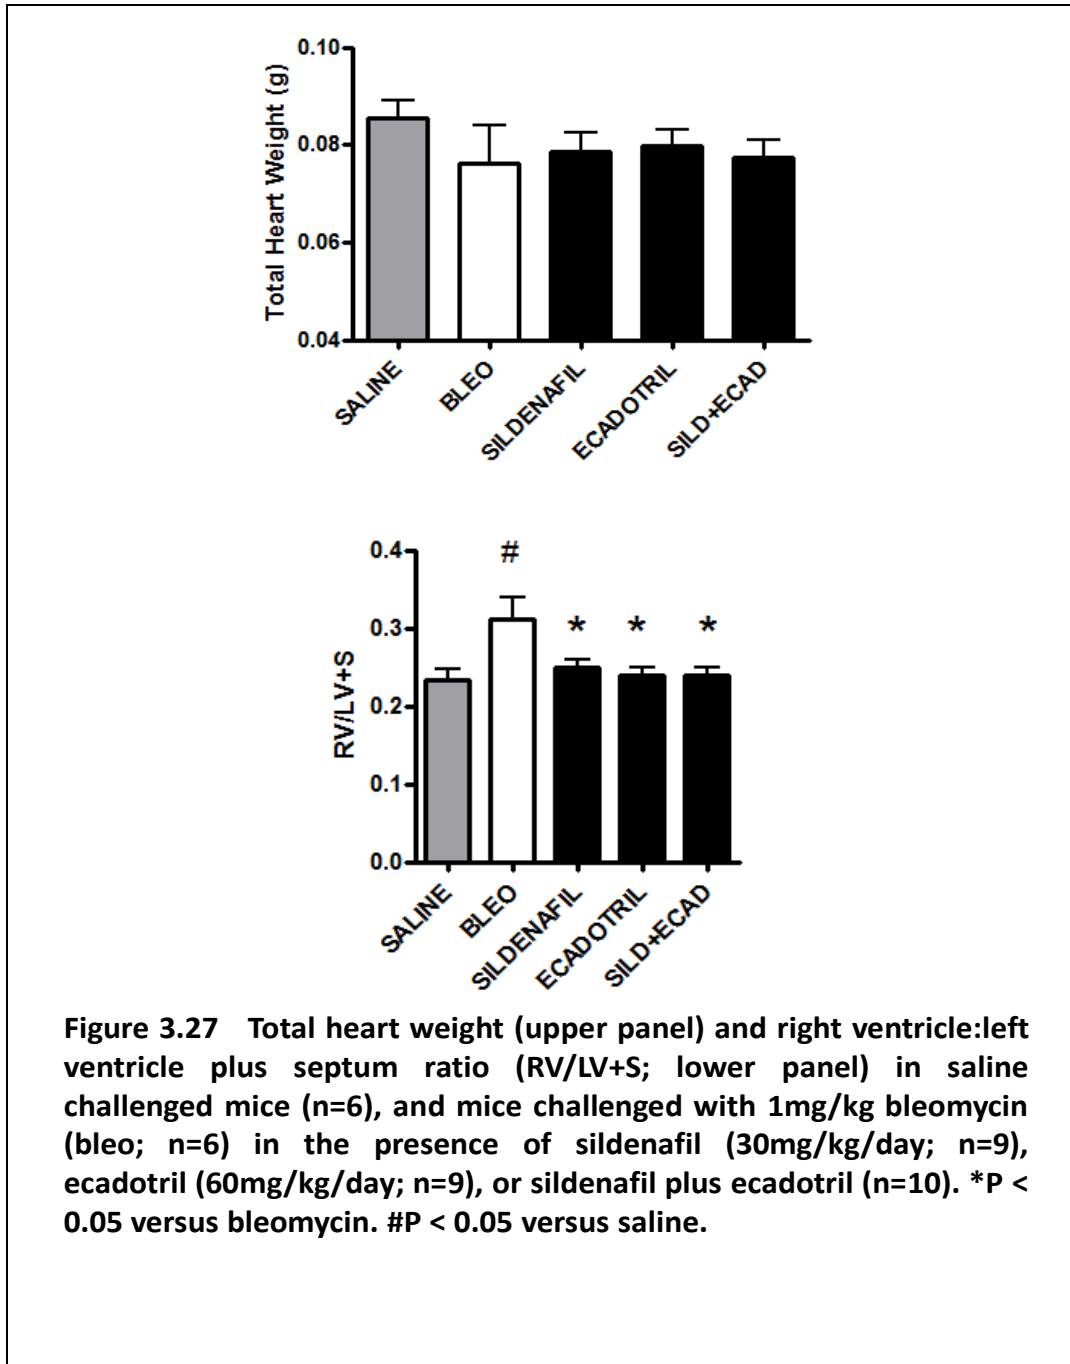 0.10
0.08
0.06
0.04
Total Heart Weight (g)
SALINE
BLEO
SILDENAFIL
ECADOTRIL
SILD+ECAD
0.4
0.3
0.2
0.1
0.0
RV/LV+S
#
* * *
SALINE
BLEO
SILDENAFIL
ECADOTRIL
SILD+ECAD
Figure 3.27 Total heart weight (upper panel) and right ventricle:left
ventricle plus septum ratio (RV/LV+S; lower panel) in saline
challenged mice (n=6), and mice challenged with 1mg/kg bleomycin
(bleo; n=6) in the presence of sildenafil (30mg/kg/day; n=9),
ecadotril (60mg/kg/day; n=9), or sildenafil plus ecadotril (n=10). *P <
0.05 versus bleomycin. #P < 0.05 versus saline.